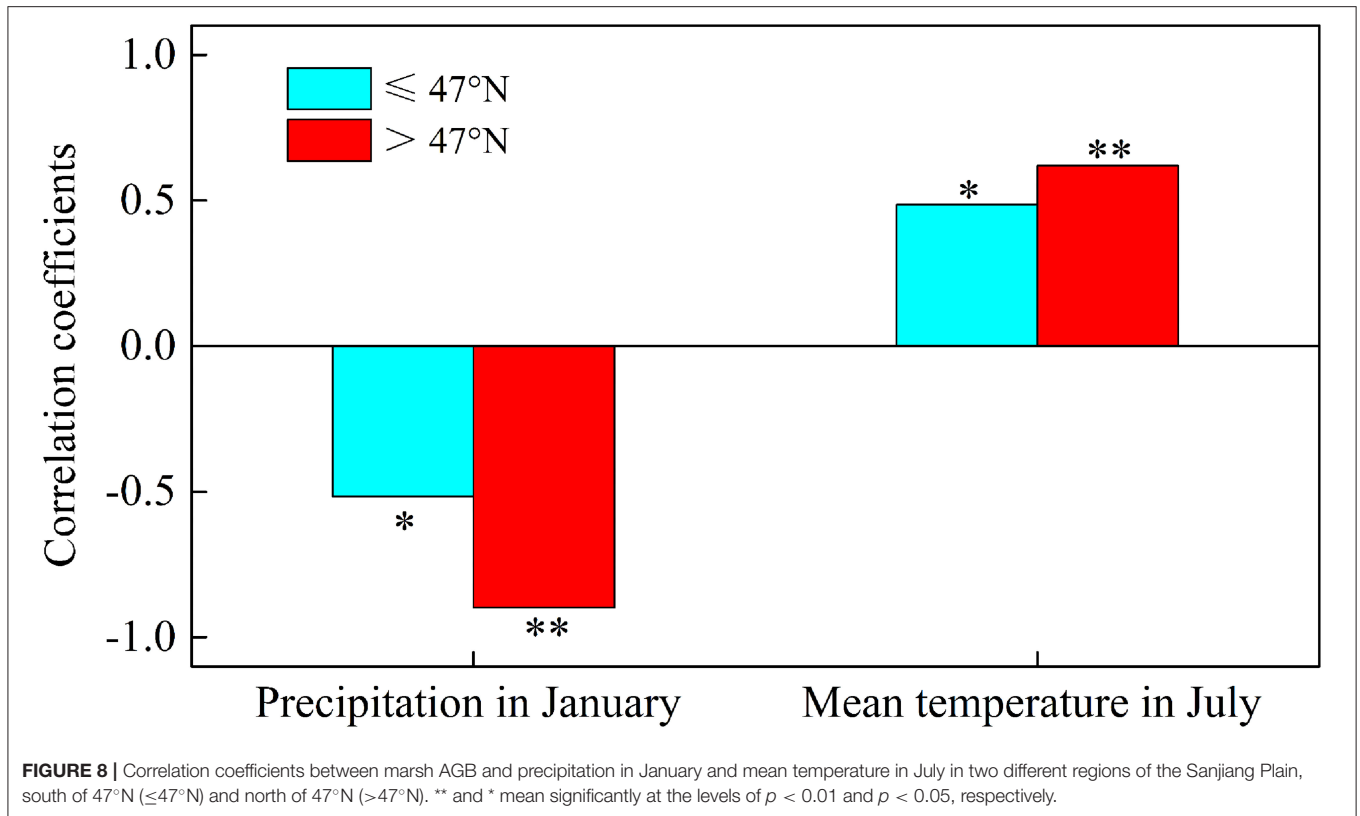 Correlation coefficients
1.0
0.5
0.0
-0.5
-1.0
≤ 47°N
> 47°N
*
**
*
**
Precipitation in January
Mean temperature in July
FIGURE 8 | Correlation coefficients between marsh AGB and precipitation in January and mean temperature in July in two different regions of the Sanjiang Plain,
south of 47°N (≤47°N) and north of 47°N (>47°N). ** and * mean significantly at the levels of p < 0.01 and p < 0.05, respectively.